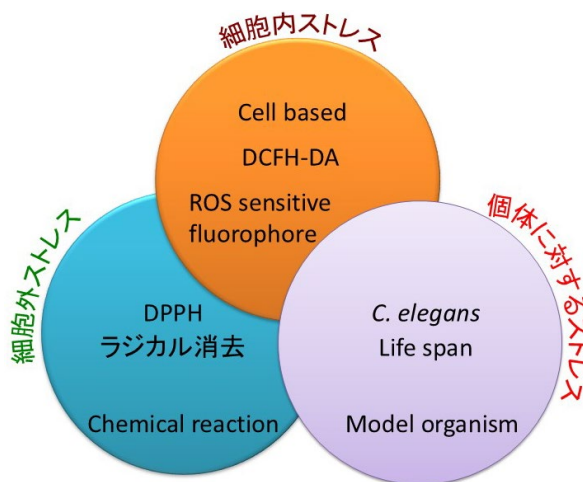 細胞内ストレス
Cell based
DCFH-DA
ROS sensitive
fluorophore
細胞外ストレス
DPPH
ラジカル消去
Chemical reaction
個体に対するストレス
C. elegans
Life span
Model organism